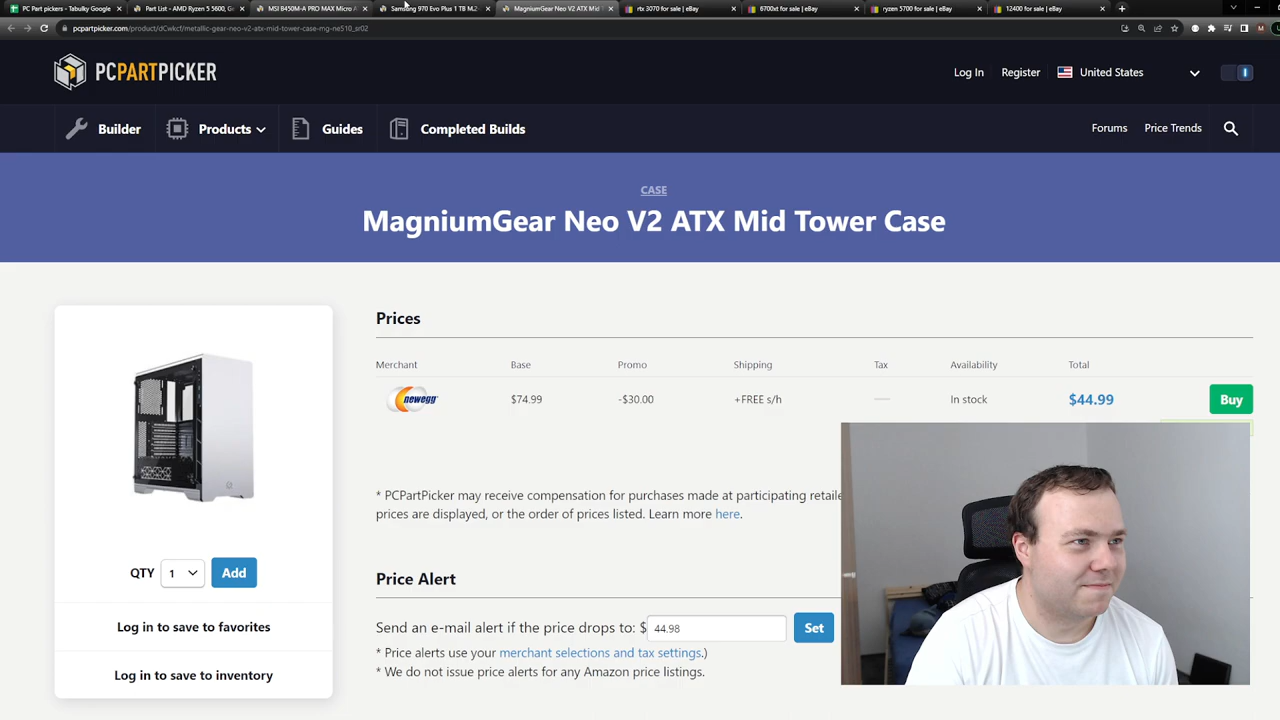 PC Part pickers - Tabulky Google
Part List - AMD Ryzen 5 5600, G
MSI B450M-A PRO MAX Micro A
Samsung 970 Evo Plus 1 TB M.2
MagniumGear Neo V2 ATX Mid
rtx 3070 for sale | eBay
6700xt for sale | eBay
ryzen 5700 for sale | eBay
12400 for sale | eBay
pcpartpicker.com/product/dCwkcf/metallic-gear-neo-v2-atx-mid-tower-case-mg-ne510_sr02
PCPARTPICKER
Log In
Register
United States
Builder
Products
Guides
Completed Builds
Forums
Price Trends
CASE
MagniumGear Neo V2 ATX Mid Tower Case
Prices
Merchant Base Promo Shipping Tax Availability Total
newegg $74.99 -$30.00 +FREE s/h — In stock $44.99 Buy
* PCPartPicker may receive compensation for purchases made at participating retaile
prices are displayed, or the order of prices listed. Learn more here.
QTY 1 Add
Price Alert
Log in to save to favorites
Send an e-mail alert if the price drops to: $ 44.98 Set
* Price alerts use your merchant selections and tax settings.)
* We do not issue price alerts for any Amazon price listings.
Log in to save to inventory